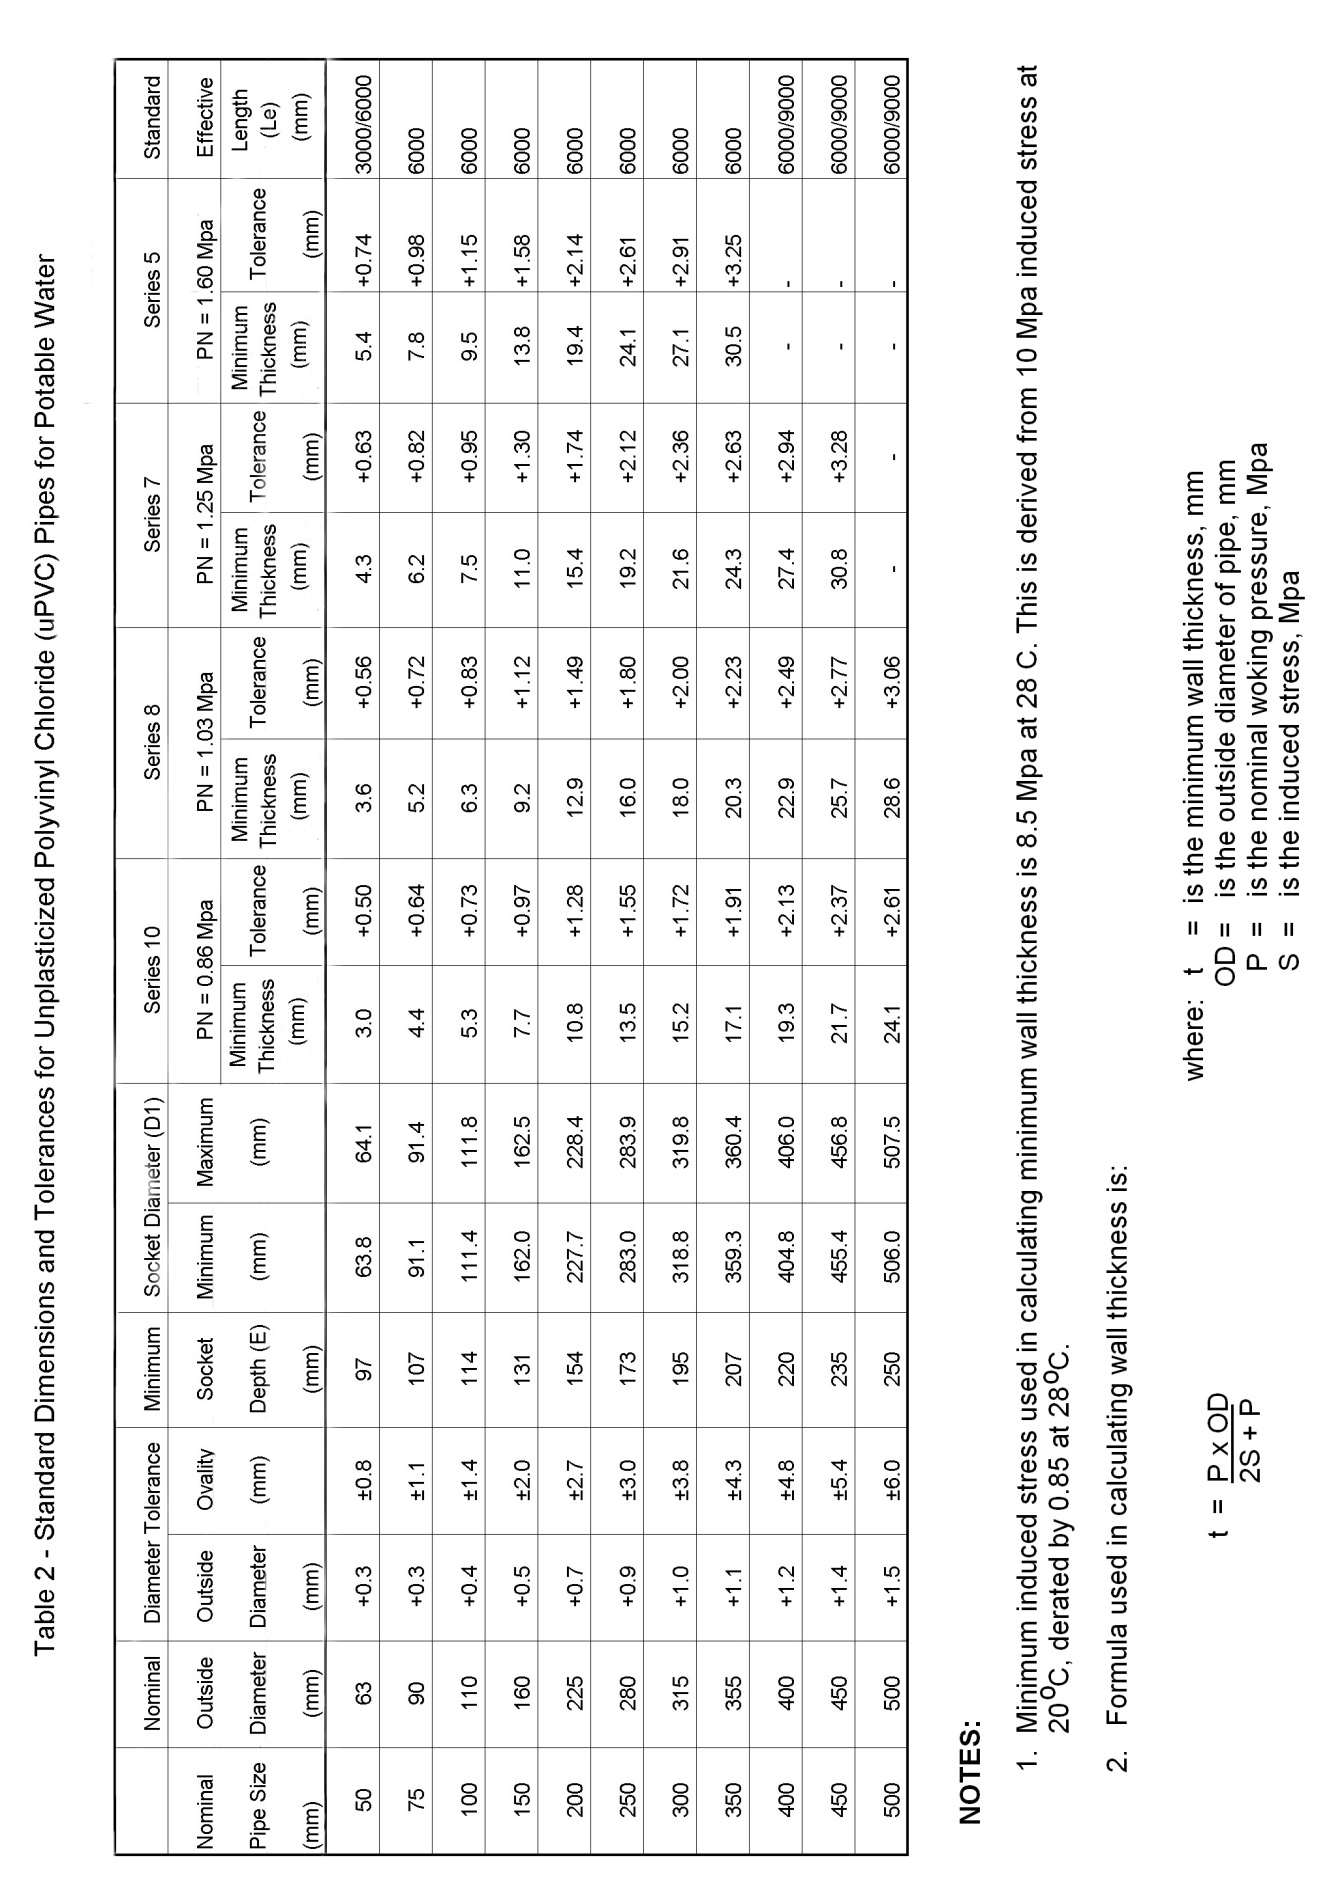 Table 2 - Standard Dimensions and Tolerances for Unplasticized Polyvinyl Chloride (uPVC) Pipes for Potable Water
Nominal Diameter Tolerance Minimum Socket Diameter (D1) Series 10 Series 8 Series 7 Series 5 Standard
Nominal Outside Outside Ovality Socket Minimum Maximum PN = 0.86 Mpa PN = 1.03 Mpa PN = 1.25 Mpa PN = 1.60 Mpa Effective
Pipe Size Diameter Diameter (mm) Depth (E) (mm) (mm) Minimum Thickness Tolerance Minimum Thickness Tolerance Minimum Thickness Tolerance Minimum Thickness Tolerance Length (Le)
(mm) (mm) (mm) (mm) (mm) (mm) (mm) (mm) (mm) (mm) (mm) (mm) (mm)
50 63 +0.3 ±0.8 97 63.8 64.1 3.0 +0.50 3.6 +0.56 4.3 +0.63 5.4 +0.74 3000/6000
75 90 +0.3 ±1.1 107 91.1 91.4 4.4 +0.64 5.2 +0.72 6.2 +0.82 7.8 +0.98 6000
100 110 +0.4 ±1.4 114 111.4 111.8 5.3 +0.73 6.3 +0.83 7.5 +0.95 9.5 +1.15 6000
150 160 +0.5 ±2.0 131 162.0 162.5 7.7 +0.97 9.2 +1.12 11.0 +1.30 13.8 +1.58 6000
200 225 +0.7 ±2.7 154 227.7 228.4 10.8 +1.28 12.9 +1.49 15.4 +1.74 19.4 +2.14 6000
250 280 +0.9 ±3.0 173 283.0 283.9 13.5 +1.55 16.0 +1.80 19.2 +2.12 24.1 +2.61 6000
300 315 +1.0 ±3.8 195 318.8 319.8 15.2 +1.72 18.0 +2.00 21.6 +2.36 27.1 +2.91 6000
350 355 +1.1 ±4.3 207 359.3 360.4 17.1 +1.91 20.3 +2.23 24.3 +2.63 30.5 +3.25 6000
400 400 +1.2 ±4.8 220 404.8 406.0 19.3 +2.13 22.9 +2.49 27.4 +2.94 - - 6000/9000
450 450 +1.4 ±5.4 235 455.4 456.8 21.7 +2.37 25.7 +2.77 30.8 +3.28 - - 6000/9000
500 500 +1.5 ±6.0 250 506.0 507.5 24.1 +2.61 28.6 +3.06 - - - - 6000/9000
NOTES:
1. Minimum induced stress used in calculating minimum wall thickness is 8.5 Mpa at 28 C. This is derived from 10 Mpa induced stress at
20⁰C, derated by 0.85 at 28⁰C.
2. Formula used in calculating wall thickness is:
t = P x OD
2S + P
where: t = is the minimum wall thickness, mm
OD = is the outside diameter of pipe, mm
P = is the nominal woking pressure, Mpa
S = is the induced stress, Mpa